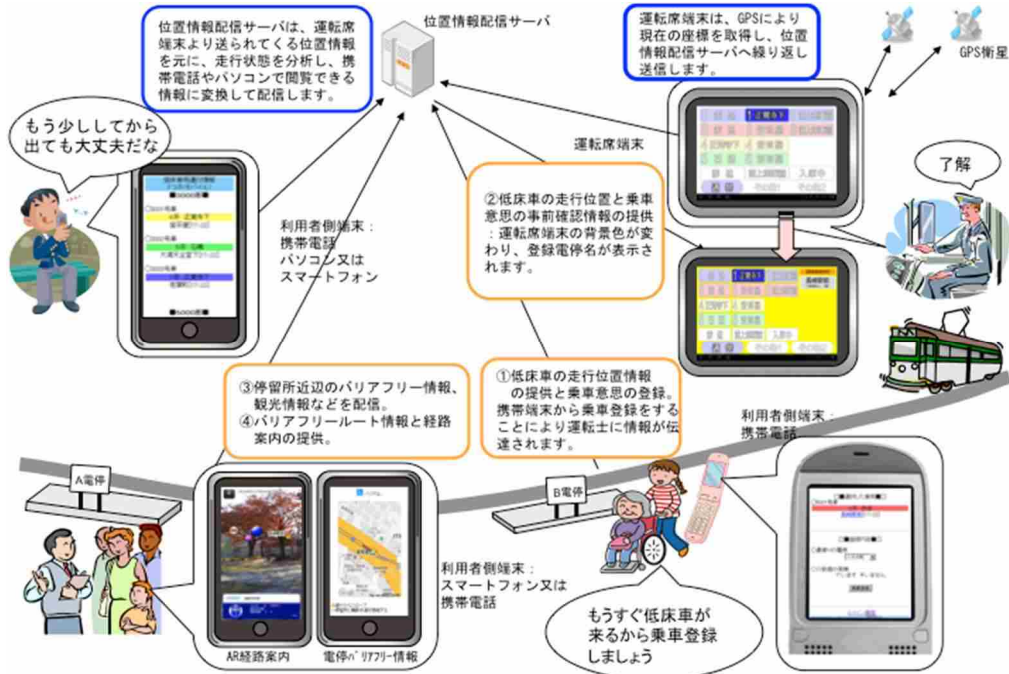 位置情報配信サーバは、運転席
端末より送られてくる位置情報
を元に、走行状態を分析し、携
帯電話やパソコンで閲覧できる
情報に変換して配信します。
位置情報配信サーバ
運転席端末は、GPSにより
現在の座標を取得し、位置
情報配信サーバへ繰り返し
送信します。
GPS衛星
もう少ししてから
出ても大丈夫だな
運転席端末
了解
利用者側端末：
携帯電話
パソコン又は
スマートフォン
②低床車の走行位置と乗車
意思の事前確認情報の提供
：運転席端末の背景色が変
わり、登録電停名が表示さ
れます。
③停留所近辺のバリアフリー情報、
観光情報などを配信。
④バリアフリールート情報と経路
案内の提供。
①低床車の走行位置情報
の提供と乗車意思の登録。
携帯端末から乗車登録をする
ことにより運転士に情報が伝
達されます。
利用者側端末：
携帯電話
A電停
B電停
利用者側端末：
スマートフォン又は
携帯電話
もうすぐ低床車が
来るから乗車登録
しましょう
AR経路案内
電停バリアフリー情報